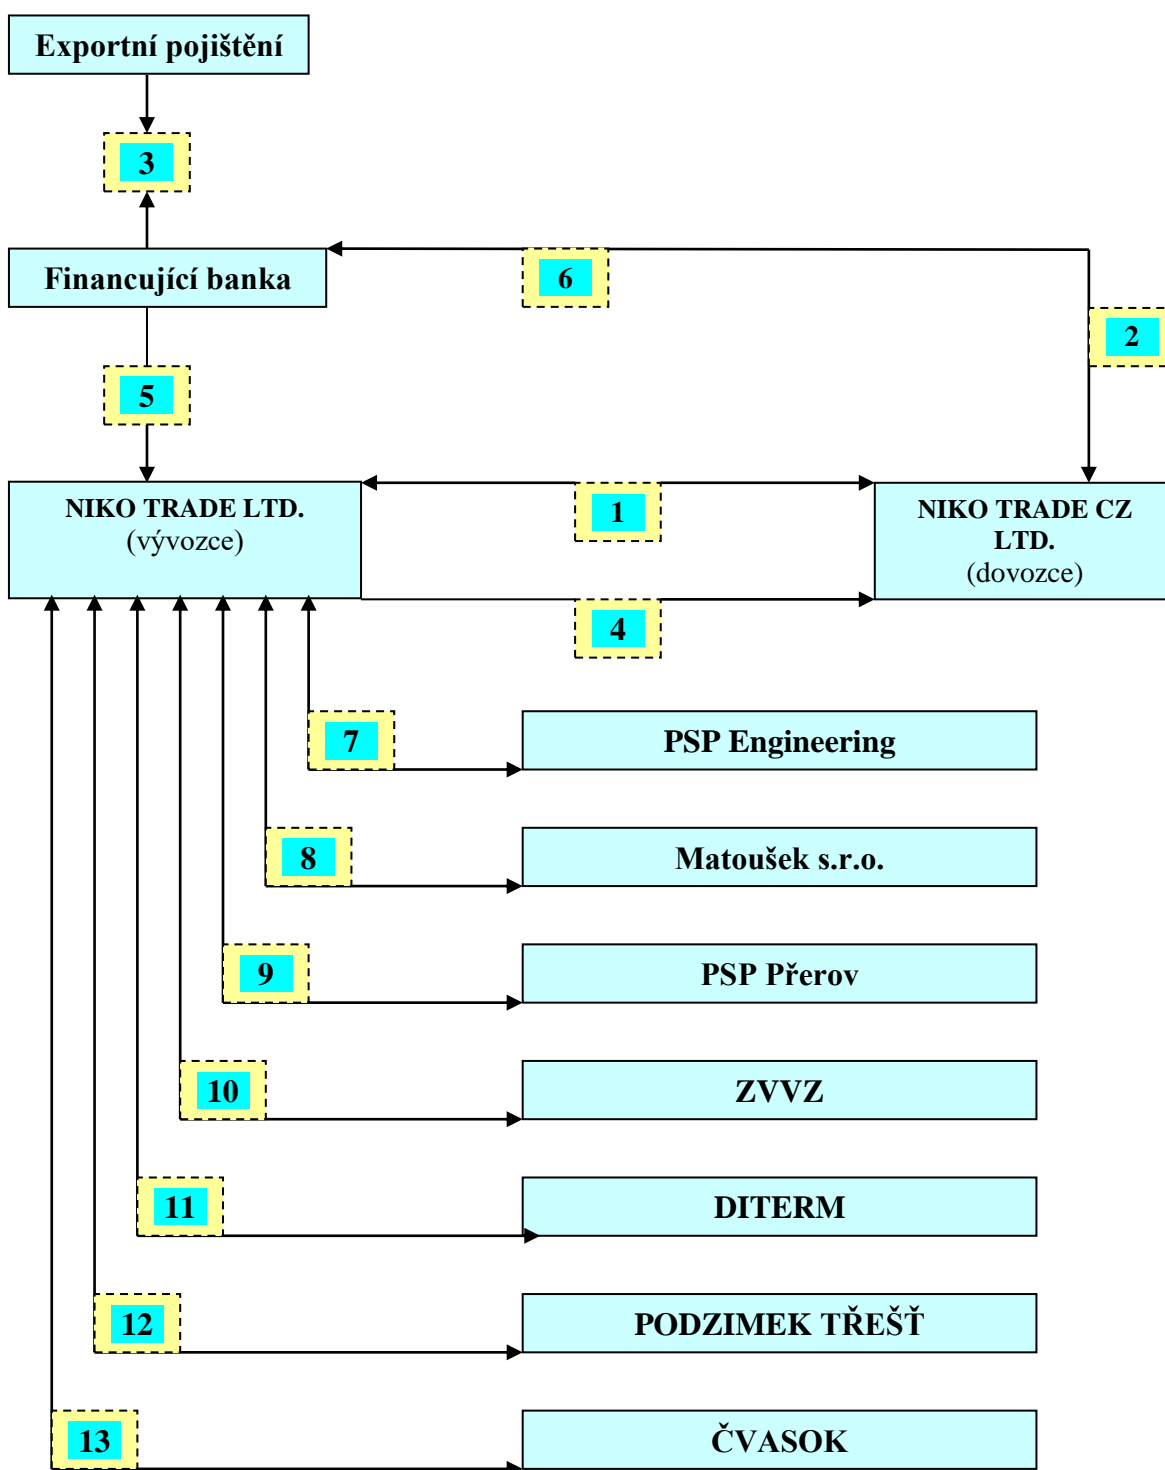 Exportní pojištění
3
Financující banka
6
2
5
NIKO TRADE LTD.
(vývozce)
1
NIKO TRADE CZ
LTD.
(dovozce)
4
7
PSP Engineering
8
Matoušek s.r.o.
9
PSP Přerov
10
ZVVZ
11
DITERM
12
PODZIMEK TŘEŠŤ
13
ČVASOK